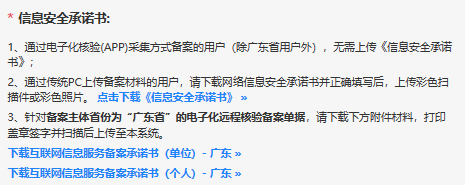 * 信息安全承诺书:
1、通过电子化核验(APP)采集方式备案的用户（除广东省用户外），无需上传《信息安全承诺
书》；
2、通过传统PC上传备案材料的用户，请下载网络信息安全承诺书并正确填写后，上传彩色扫
描件或彩色照片。 点击下载《信息安全承诺书》 »
3、针对备案主体省份为“广东省”的电子化远程核验备案单据，请下载下方附件材料，打印
盖章签字并扫描后上传至本系统。
下载互联网信息服务备案承诺书（单位）- 广东 »
下载互联网信息服务备案承诺书（个人）- 广东 »